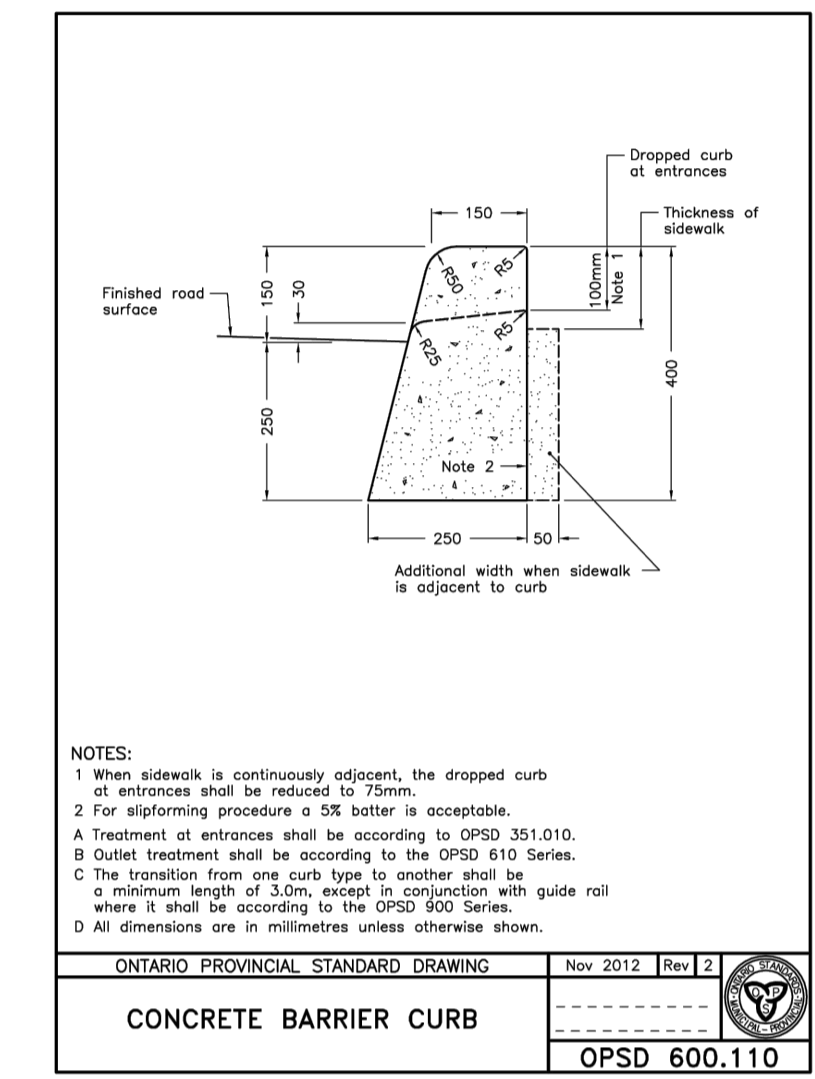 Dropped curb
at entrances
Thickness of
sidewalk
150
R50
R5
100mm
Note 1
150
30
Finished road
surface
R5
R25
400
250
Note 2
250
50
Additional width when sidewalk
is adjacent to curb
NOTES:
1 When sidewalk is continuously adjacent, the dropped curb
at entrances shall be reduced to 75mm.
2 For slipforming procedure a 5% batter is acceptable.
A Treatment at entrances shall be according to OPSD 351.010.
B Outlet treatment shall be according to the OPSD 610 Series.
C The transition from one curb type to another shall be
a minimum length of 3.0m, except in conjunction with guide rail
where it shall be according to the OPSD 900 Series.
D All dimensions are in millimetres unless otherwise shown.
ONTARIO PROVINCIAL STANDARD DRAWING
Nov 2012 Rev 2
CONCRETE BARRIER CURB
ONTARIO STANDARDS
MUNICIPAL-PROVINCIAL
O P S
OPSD 600.110